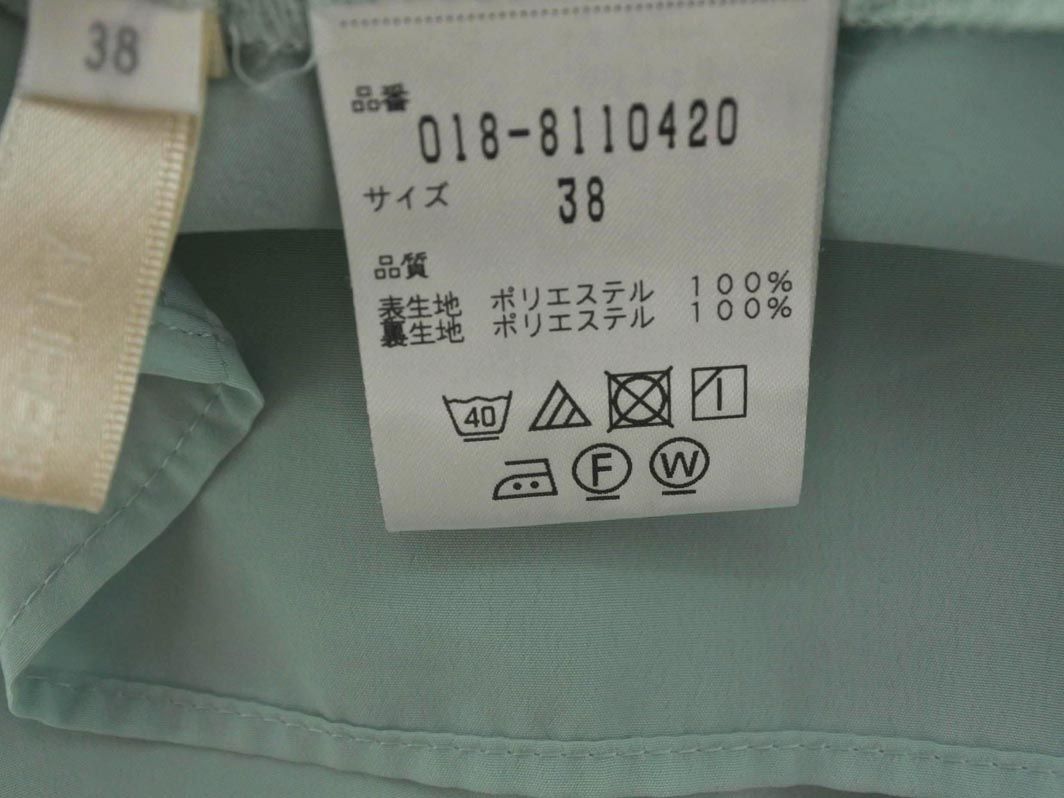 38
品番
018-8110420
サイズ 38
品質
表生地 ポリエステル 100%
裏生地 ポリエステル 100%
40
F W